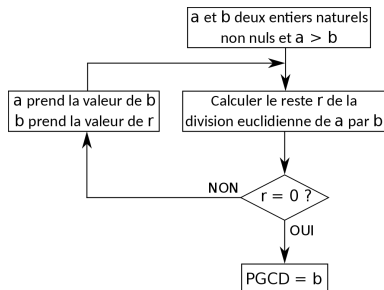 a et b deux entiers naturels
non nuls et a > b
a prend la valeur de b
b prend la valeur de r
Calculer le reste r de la
division euclidienne de a par b
NON
r = 0 ?
OUI
PGCD = b